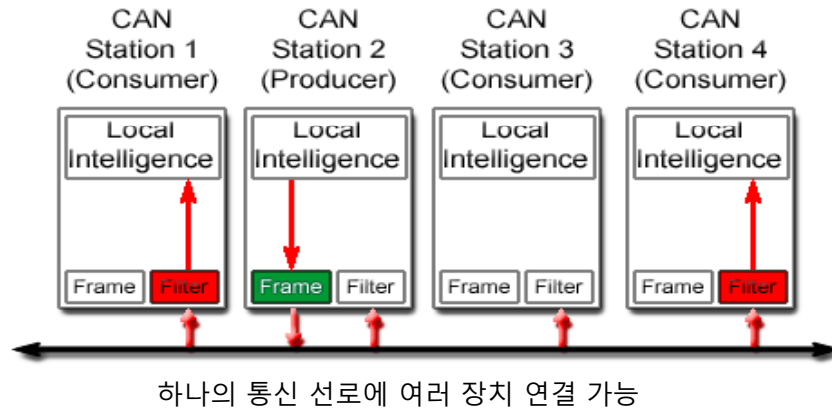 CAN Station 1 (Consumer)
CAN Station 2 (Producer)
CAN Station 3 (Consumer)
CAN Station 4 (Consumer)
Local Intelligence
Local Intelligence
Local Intelligence
Local Intelligence
Frame Filter
Frame Filter
Frame Filter
Frame Filter
하나의 통신 선로에 여러 장치 연결 가능